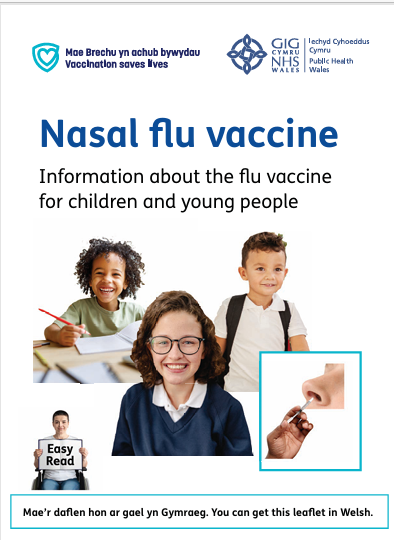 Mae Brechu yn achub bywydau
Vaccination saves lives
GIG
CYMRU
NHS
WALES
Iechyd Cyhoeddus
Cymru
Public Health
Wales
Nasal flu vaccine
Information about the flu vaccine
for children and young people
Easy
Read
Mae'r daflen hon ar gael yn Gymraeg. You can get this leaflet in Welsh.